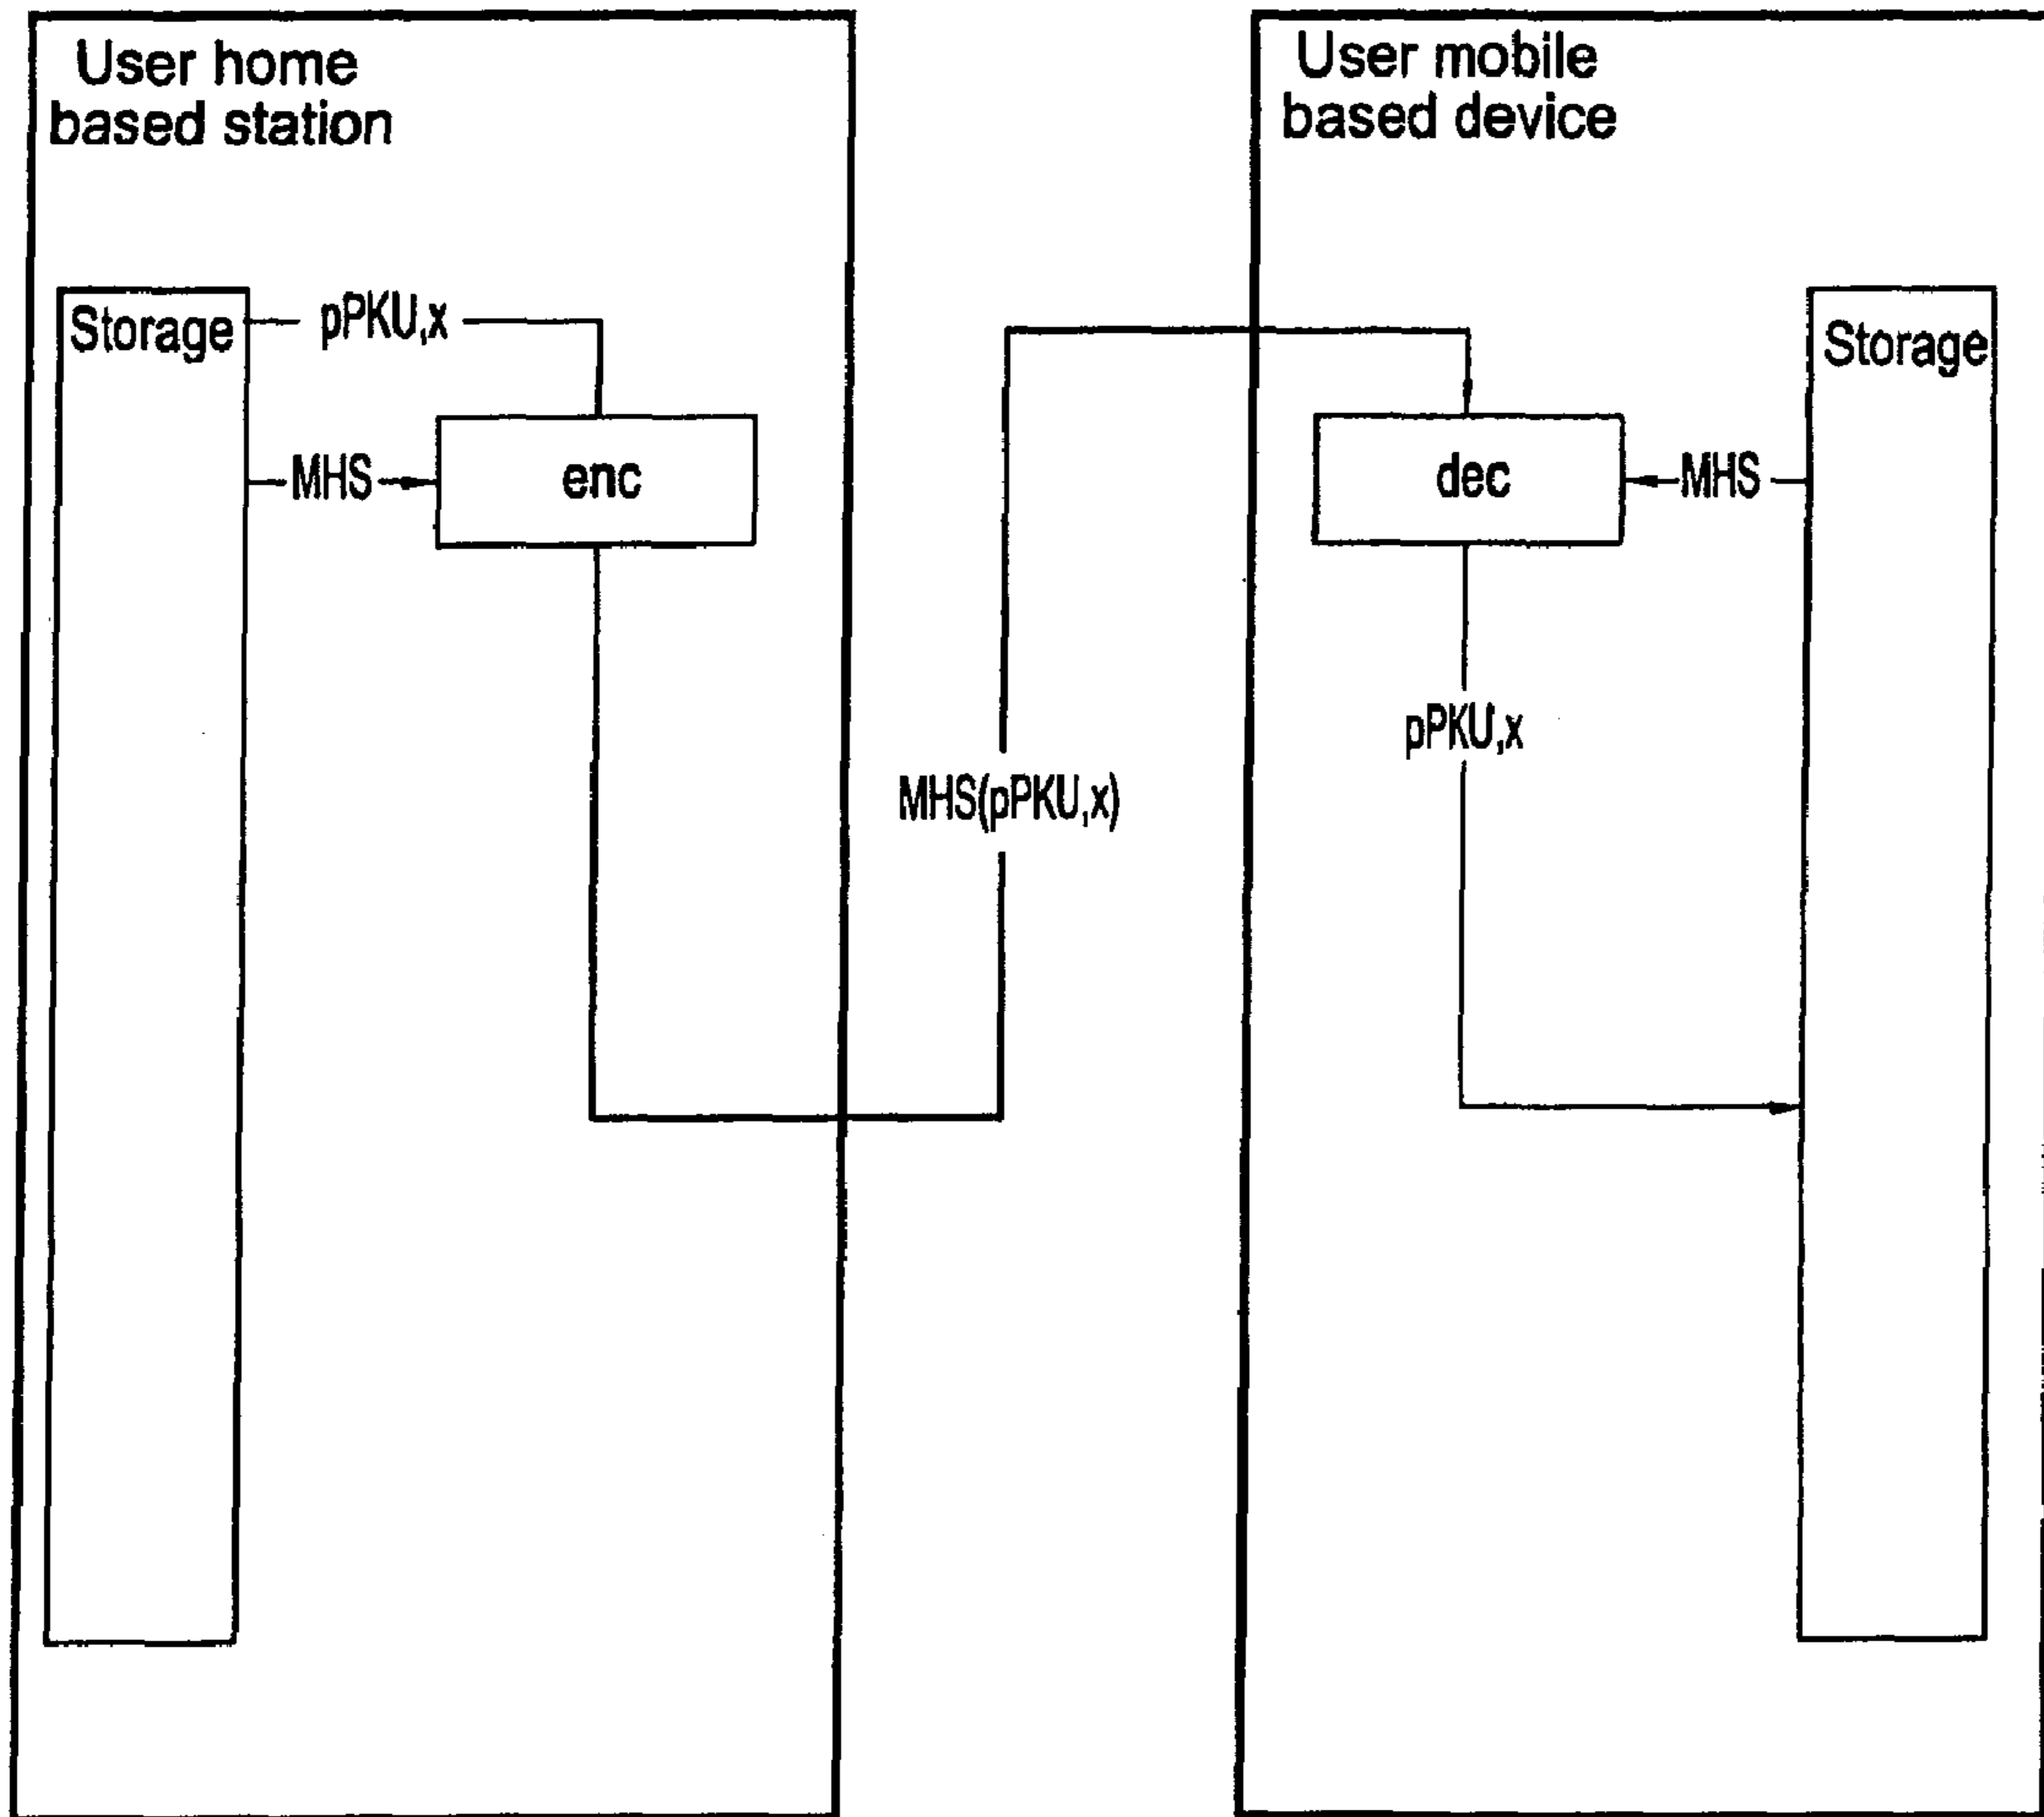 User home
based station
Storage
pPKU,x
MHS
enc
MHS(pPKU,x)
User mobile
based device
dec
MHS
Storage
pPKU,x